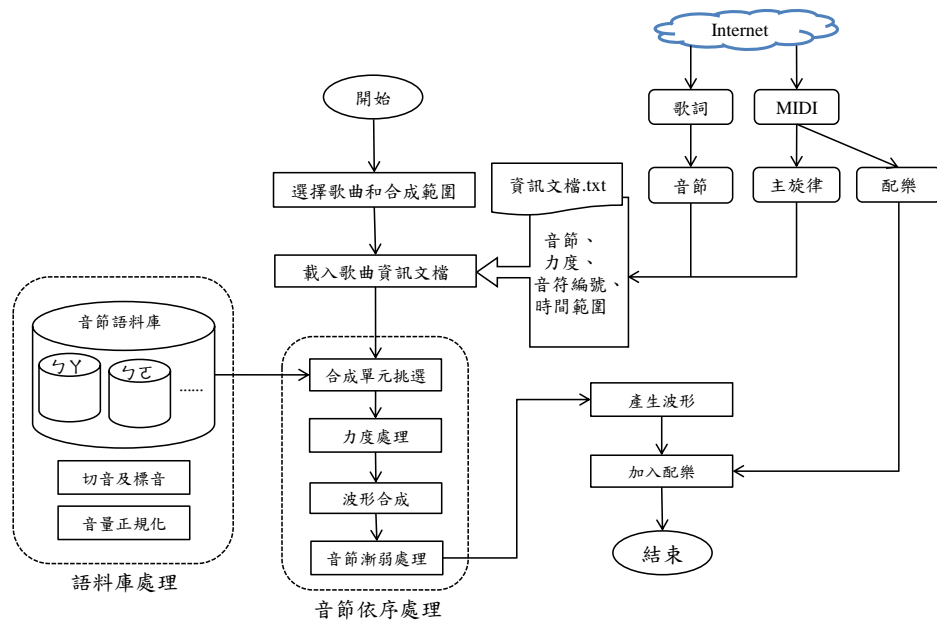 Internet
開始
歌詞
MIDI
選擇歌曲和合成範圍
資訊文檔.txt
音節
主旋律
配樂
載入歌曲資訊文檔
音節、
力度、
音符編號、
時間範圍
音節語料庫
ㄅㄚ
ㄅㄛ
......
合成單元挑選
產生波形
力度處理
切音及標音
加入配樂
波形合成
音量正規化
音節漸弱處理
結束
語料庫處理
音節依序處理